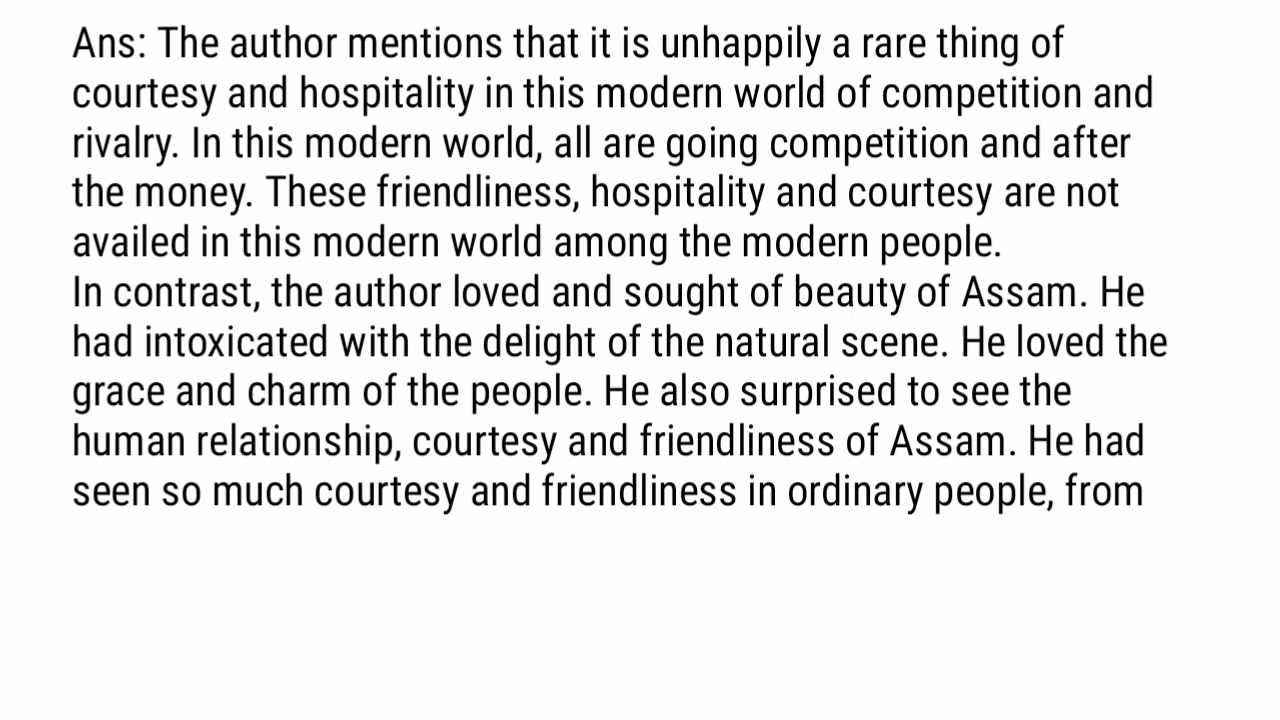 Ans: The author mentions that it is unhappily a rare thing of
courtesy and hospitality in this modern world of competition and
rivalry. In this modern world, all are going competition and after
the money. These friendliness, hospitality and courtesy are not
availed in this modern world among the modern people.
In contrast, the author loved and sought of beauty of Assam. He
had intoxicated with the delight of the natural scene. He loved the
grace and charm of the people. He also surprised to see the
human relationship, courtesy and friendliness of Assam. He had
seen so much courtesy and friendliness in ordinary people, from